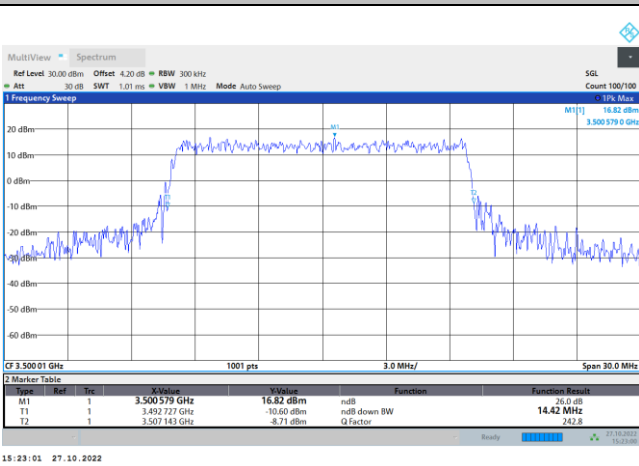 MultiView Spectrum
Ref Level 30.00 dBm Offset 4.20 dB RBW 300 kHz SGL
Att 30 dB SWT 1.01 ms VBW 1 MHz Mode Auto Sweep Count 100/100
1 Frequency Sweep 1Pk Max
M1[1] 16.82 dBm
3.500 579 0 GHz
M1
20 dBm
10 dBm
0 dBm
-10 dBm
T2
-20 dBm
-30 dBm
-40 dBm
-50 dBm
-60 dBm
CF 3.500 01 GHz 1001 pts 3.0 MHz/ Span 30.0 MHz
2 Marker Table
Type Ref Trc X-Value Y-Value Function Function Result
M1 1 3.500 579 GHz 16.82 dBm ndB 26.0 dB
T1 1 3.492 727 GHz -10.60 dBm ndB down BW 14.42 MHz
T2 1 3.507 143 GHz -8.71 dBm Q Factor 242.8
Ready 27.10.2022
15:23:00
15:23:01 27.10.2022